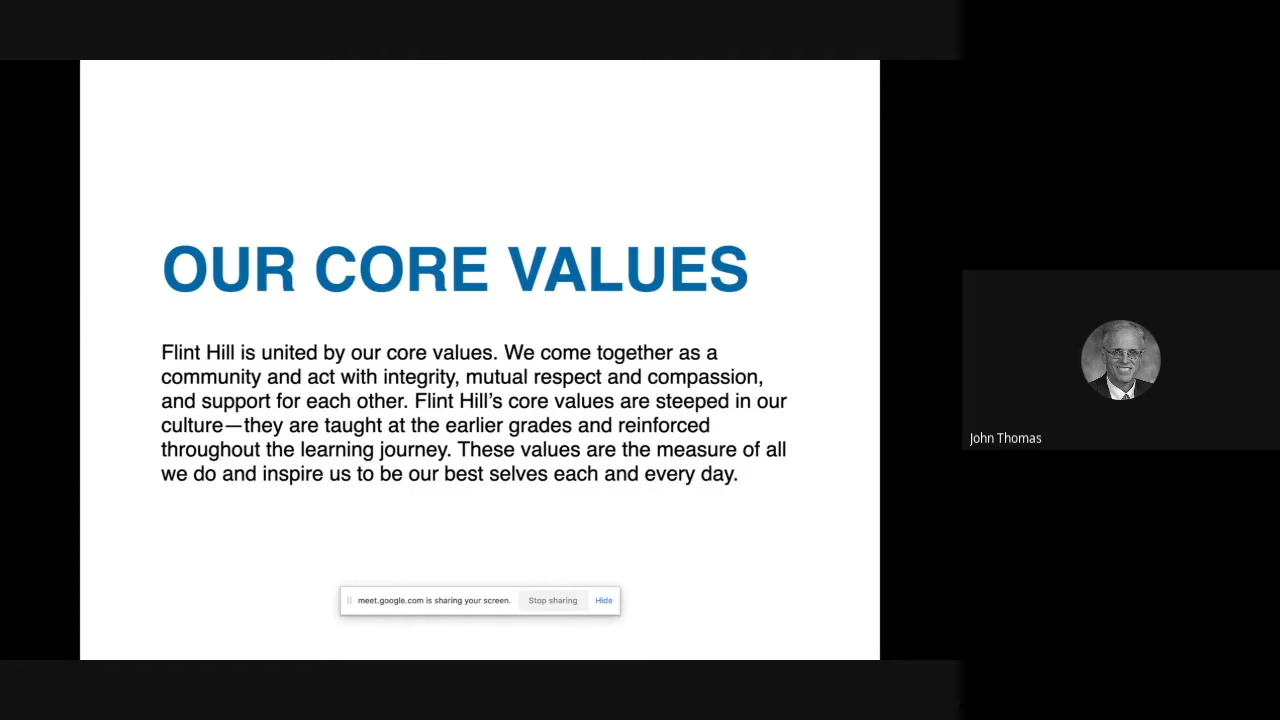 OUR CORE VALUES
Flint Hill is united by our core values. We come together as a
community and act with integrity, mutual respect and compassion,
and support for each other. Flint Hill’s core values are steeped in our
culture—they are taught at the earlier grades and reinforced
throughout the learning journey. These values are the measure of all
we do and inspire us to be our best selves each and every day.
meet.google.com is sharing your screen. Stop sharing Hide
John Thomas